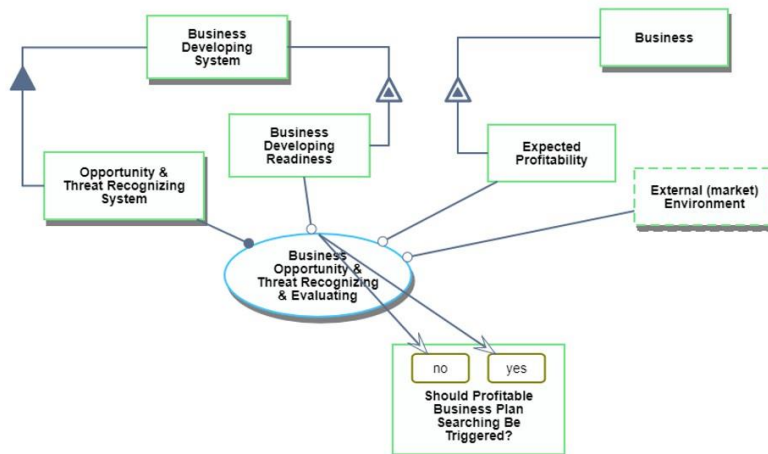 Business
Developing
System
Business
Business
Developing
Readiness
Expected
Profitability
Opportunity &
Threat Recognizing
System
External (market)
Environment
Business
Opportunity &
Threat Recognizing
& Evaluating
no
yes
Should Profitable
Business Plan
Searching Be
Triggered?